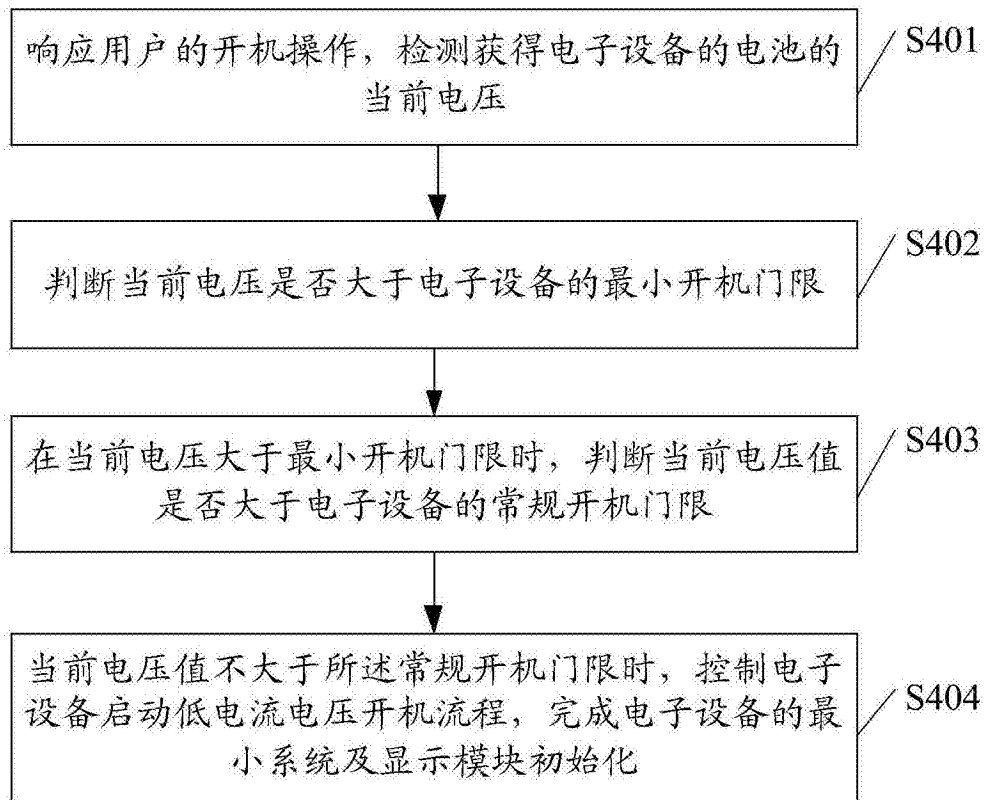 响应用户的开机操作，检测获得电子设备的电池的
当前电压
S401
判断当前电压是否大于电子设备的最小开机门限
S402
在当前电压大于最小开机门限时，判断当前电压值
是否大于电子设备的常规开机门限
S403
当前电压值不大于所述常规开机门限时，控制电子
设备启动低电流电压开机流程，完成电子设备的最
小系统及显示模块初始化
S404